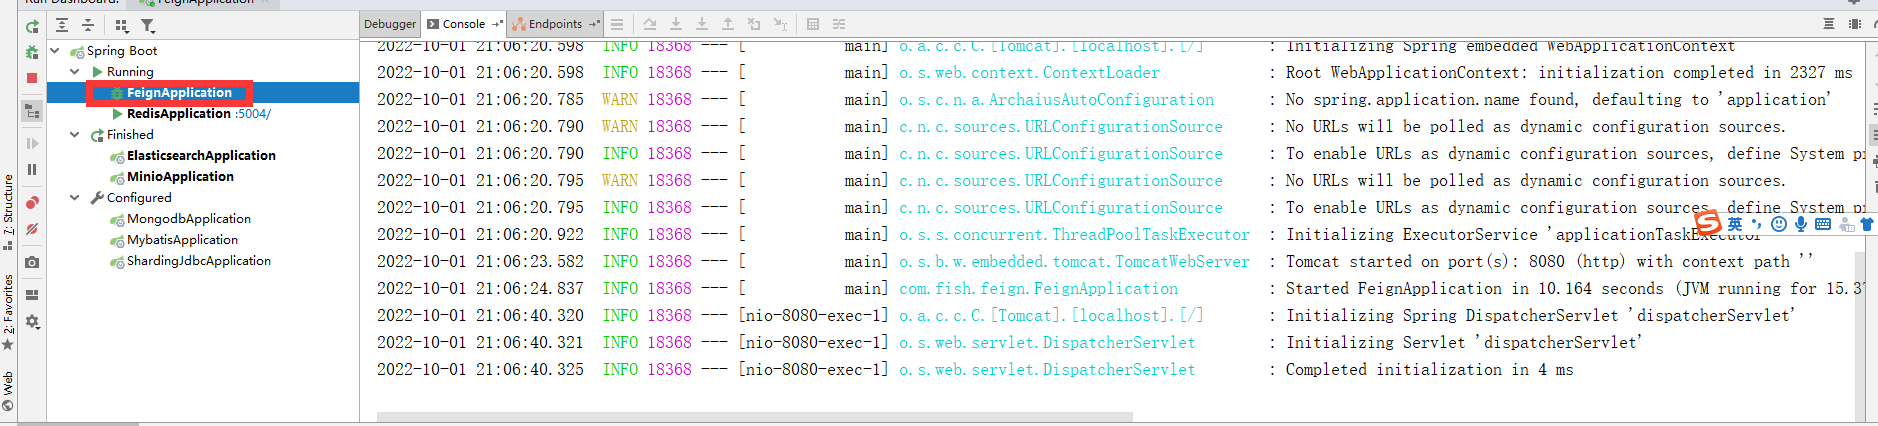 Run Dashboard: FeignApplication
Debugger Console Endpoints
Spring Boot
Running
FeignApplication
RedisApplication :5004/
Finished
ElasticsearchApplication
MinioApplication
Configured
MongodbApplication
MybatisApplication
ShardingJdbcApplication
7: Structure
2: Favorites
Web
2022-10-01 21:06:20.598 INFO 18368 --- [ main] o.a.c.c.C.[Tomcat].[localhost].[/] : Initializing Spring embedded WebApplicationContext
2022-10-01 21:06:20.598 INFO 18368 --- [ main] o.s.web.context.ContextLoader : Root WebApplicationContext: initialization completed in 2327 ms
2022-10-01 21:06:20.785 WARN 18368 --- [ main] o.s.c.n.a.ArchaiusAutoConfiguration : No spring.application.name found, defaulting to 'application'
2022-10-01 21:06:20.790 WARN 18368 --- [ main] c.n.c.sources.URLConfigurationSource : No URLs will be polled as dynamic configuration sources.
2022-10-01 21:06:20.790 INFO 18368 --- [ main] c.n.c.sources.URLConfigurationSource : To enable URLs as dynamic configuration sources, define System pr
2022-10-01 21:06:20.795 WARN 18368 --- [ main] c.n.c.sources.URLConfigurationSource : No URLs will be polled as dynamic configuration sources.
2022-10-01 21:06:20.795 INFO 18368 --- [ main] c.n.c.sources.URLConfigurationSource : To enable URLs as dynamic configuration sources, define System pr
2022-10-01 21:06:20.922 INFO 18368 --- [ main] o.s.s.concurrent.ThreadPoolTaskExecutor : Initializing ExecutorService 'applicationTaskExecutor'
2022-10-01 21:06:23.582 INFO 18368 --- [ main] o.s.b.w.embedded.tomcat.TomcatWebServer : Tomcat started on port(s): 8080 (http) with context path ''
2022-10-01 21:06:24.837 INFO 18368 --- [ main] com.fish.feign.FeignApplication : Started FeignApplication in 10.164 seconds (JVM running for 15.37
2022-10-01 21:06:40.320 INFO 18368 --- [nio-8080-exec-1] o.a.c.c.C.[Tomcat].[localhost].[/] : Initializing Spring DispatcherServlet 'dispatcherServlet'
2022-10-01 21:06:40.321 INFO 18368 --- [nio-8080-exec-1] o.s.web.servlet.DispatcherServlet : Initializing Servlet 'dispatcherServlet'
2022-10-01 21:06:40.325 INFO 18368 --- [nio-8080-exec-1] o.s.web.servlet.DispatcherServlet : Completed initialization in 4 ms
英